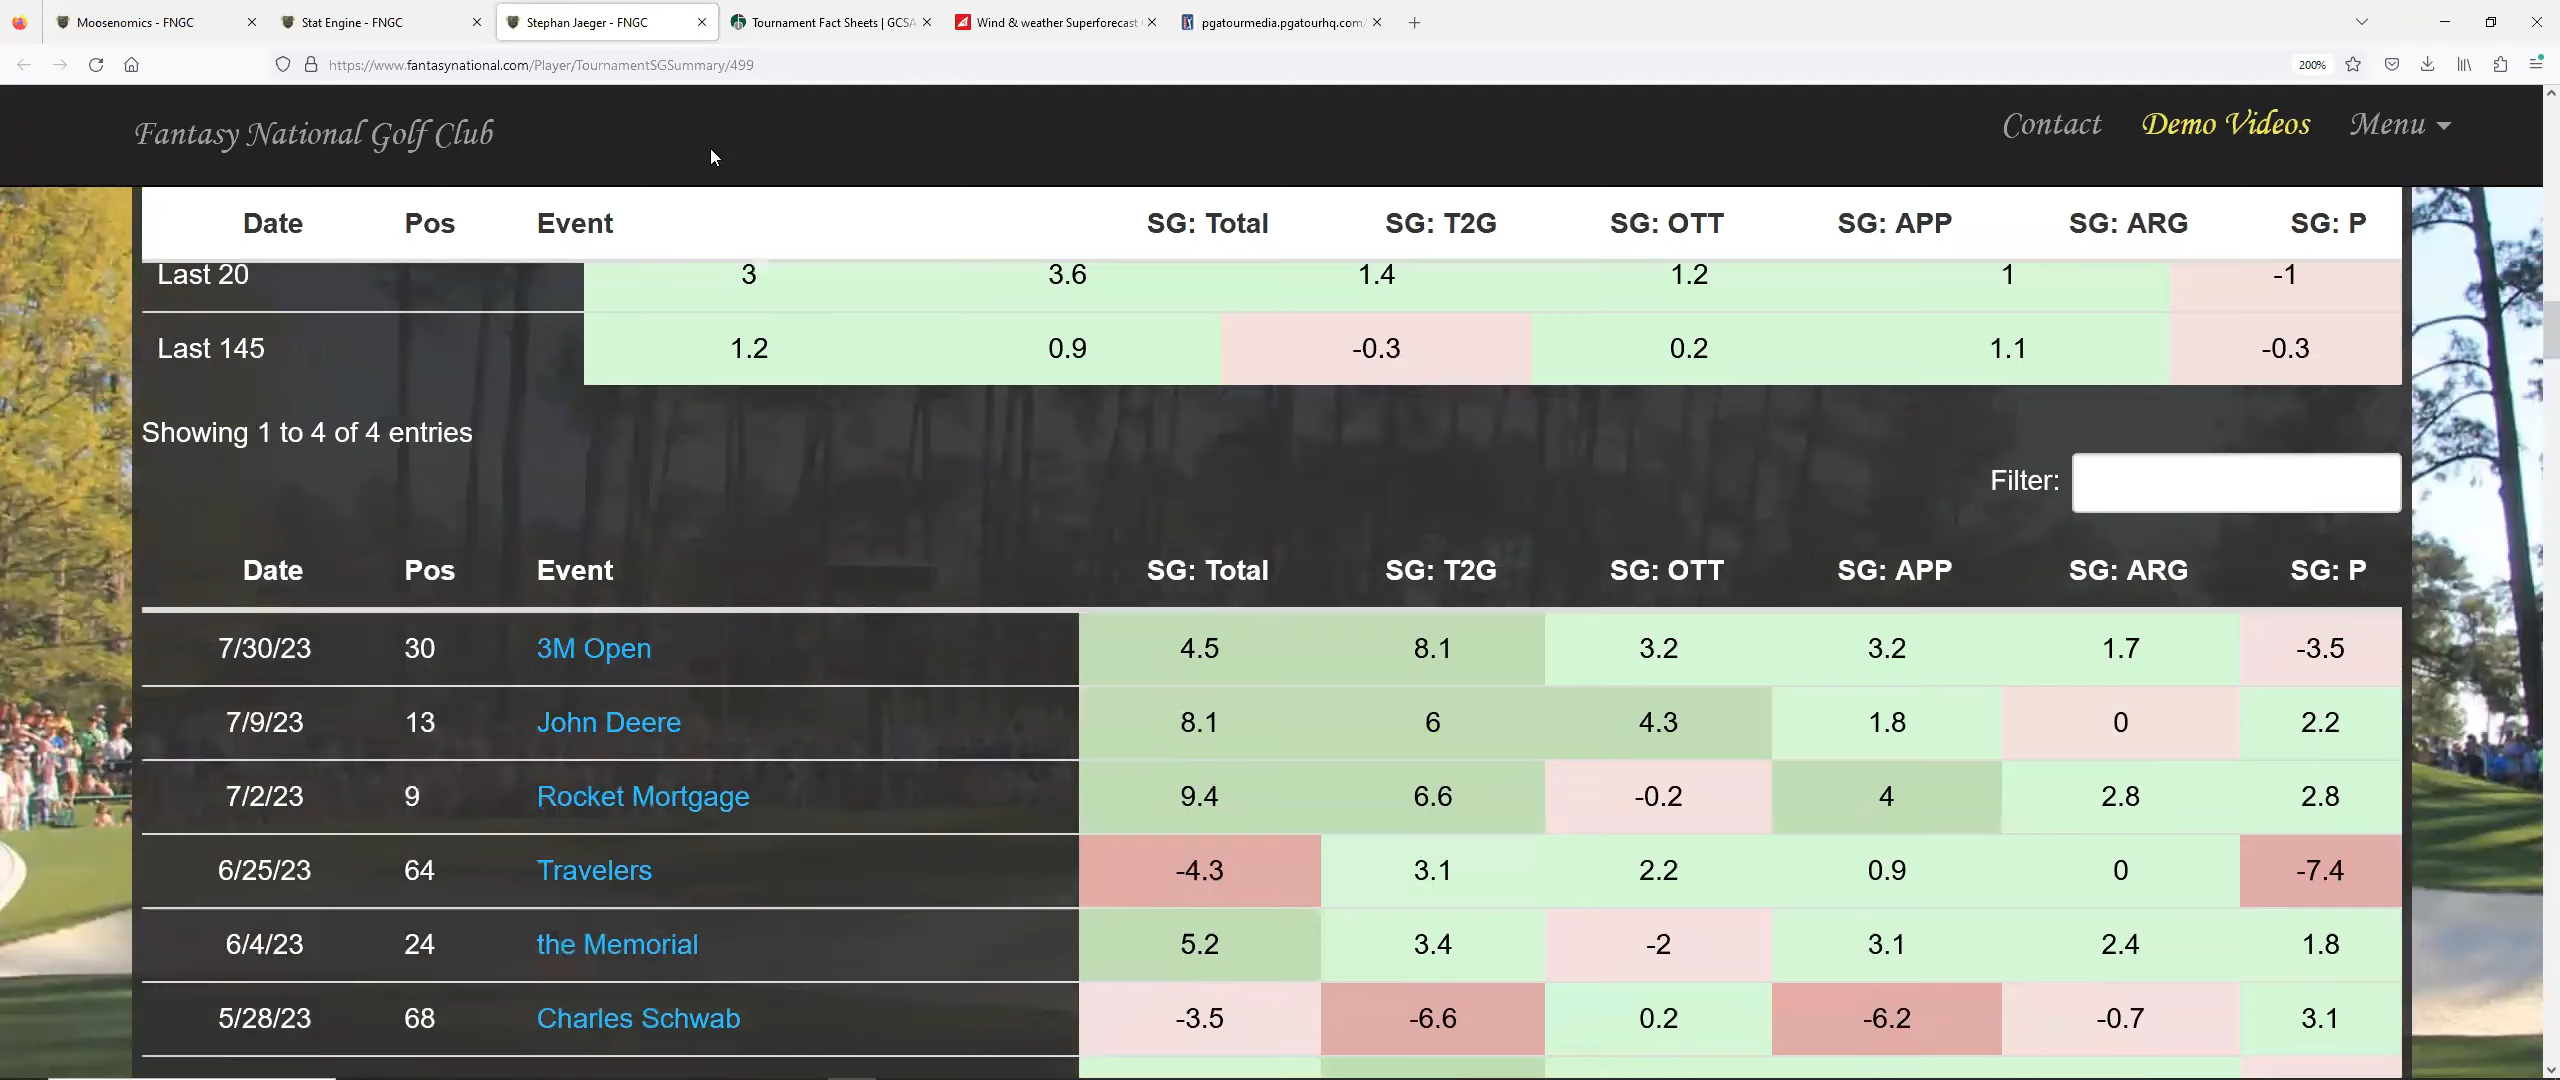 Moosenomics - FNGC
Stat Engine - FNGC
Stephan Jaeger - FNGC
Tournament Fact Sheets | GCSA
Wind & weather Superforecast
pgatourmedia.pgatourhq.com/
https://www.fantasynational.com/Player/TournamentSGSummary/499
200%
Fantasy National Golf Club
Contact Demo Videos Menu
Date Pos Event SG: Total SG: T2G SG: OTT SG: APP SG: ARG SG: P
Last 20 3 3.6 1.4 1.2 1 -1
Last 145 1.2 0.9 -0.3 0.2 1.1 -0.3
Showing 1 to 4 of 4 entries
Filter:
Date Pos Event SG: Total SG: T2G SG: OTT SG: APP SG: ARG SG: P
7/30/23 30 3M Open 4.5 8.1 3.2 3.2 1.7 -3.5
7/9/23 13 John Deere 8.1 6 4.3 1.8 0 2.2
7/2/23 9 Rocket Mortgage 9.4 6.6 -0.2 4 2.8 2.8
6/25/23 64 Travelers -4.3 3.1 2.2 0.9 0 -7.4
6/4/23 24 the Memorial 5.2 3.4 -2 3.1 2.4 1.8
5/28/23 68 Charles Schwab -3.5 -6.6 0.2 -6.2 -0.7 3.1